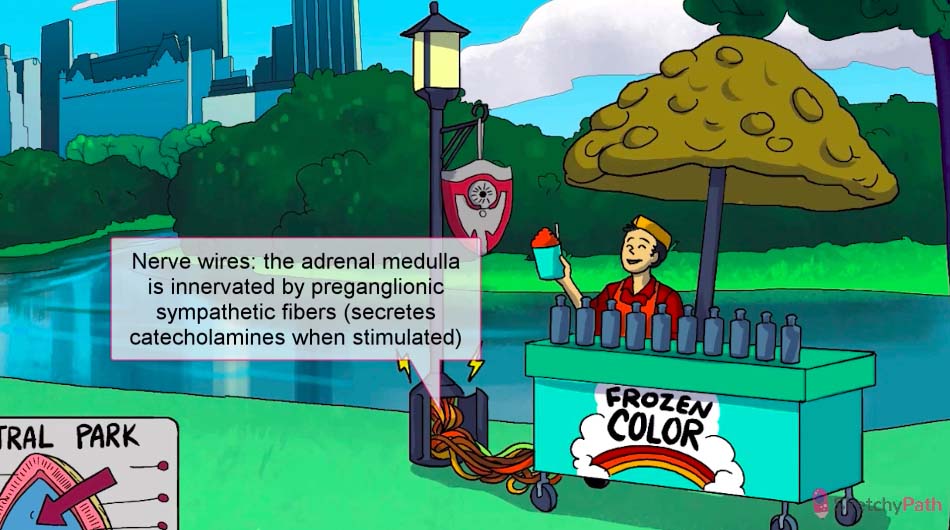 Nerve wires: the adrenal medulla
is innervated by preganglionic
sympathetic fibers (secretes
catecholamines when stimulated)
FROZEN
COLOR
TRAL PARK
SketchyPath